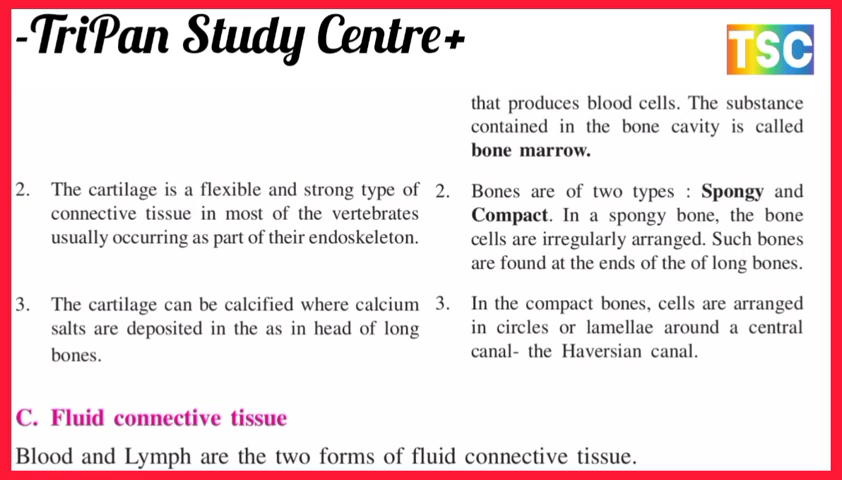 -TriPan Study Centre+
TSC
that produces blood cells. The substance
contained in the bone cavity is called
bone marrow.
2. The cartilage is a flexible and strong type of
connective tissue in most of the vertebrates
usually occurring as part of their endoskeleton.
2. Bones are of two types : Spongy and
Compact. In a spongy bone, the bone
cells are irregularly arranged. Such bones
are found at the ends of the of long bones.
3. The cartilage can be calcified where calcium
salts are deposited in the as in head of long
bones.
3. In the compact bones, cells are arranged
in circles or lamellae around a central
canal- the Haversian canal.
C. Fluid connective tissue
Blood and Lymph are the two forms of fluid connective tissue.